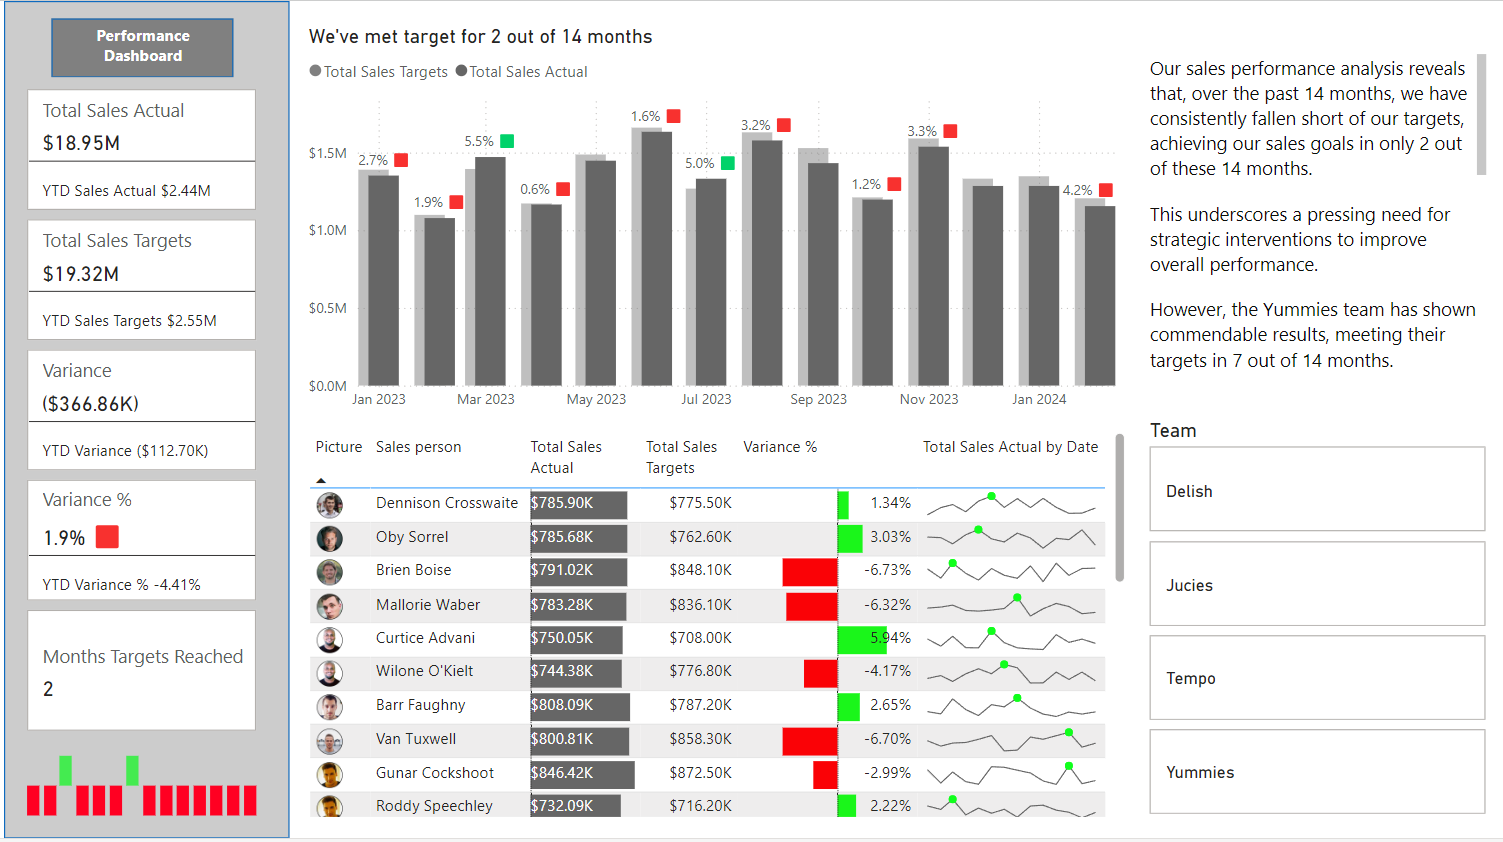 Performance
Dashboard
Total Sales Actual
$18.95M
YTD Sales Actual $2.44M
Total Sales Targets
$19.32M
YTD Sales Targets $2.55M
Variance
($366.86K)
YTD Variance ($112.70K)
Variance %
1.9%
YTD Variance % -4.41%
Months Targets Reached
2
We've met target for 2 out of 14 months
Total Sales Targets Total Sales Actual
$1.5M
$1.0M
$0.5M
$0.0M
2.7%
1.9%
5.5%
0.6%
1.6%
5.0%
3.2%
1.2%
3.3%
4.2%
Jan 2023 Mar 2023 May 2023 Jul 2023 Sep 2023 Nov 2023 Jan 2024
Picture Sales person Total Sales Actual Total Sales Targets Variance % Total Sales Actual by Date
Dennison Crosswaite $785.90K $775.50K 1.34%
Oby Sorrel $785.68K $762.60K 3.03%
Brien Boise $791.02K $848.10K -6.73%
Mallorie Waber $783.28K $836.10K -6.32%
Curtice Advani $750.05K $708.00K 5.94%
Wilone O'Kielt $744.38K $776.80K -4.17%
Barr Faughny $808.09K $787.20K 2.65%
Van Tuxwell $800.81K $858.30K -6.70%
Gunar Cockshoot $846.42K $872.50K -2.99%
Roddy Speechley $732.09K $716.20K 2.22%
Our sales performance analysis reveals
that, over the past 14 months, we have
consistently fallen short of our targets,
achieving our sales goals in only 2 out
of these 14 months.
This underscores a pressing need for
strategic interventions to improve
overall performance.
However, the Yummies team has shown
commendable results, meeting their
targets in 7 out of 14 months.
Team
Delish
Jucies
Tempo
Yummies